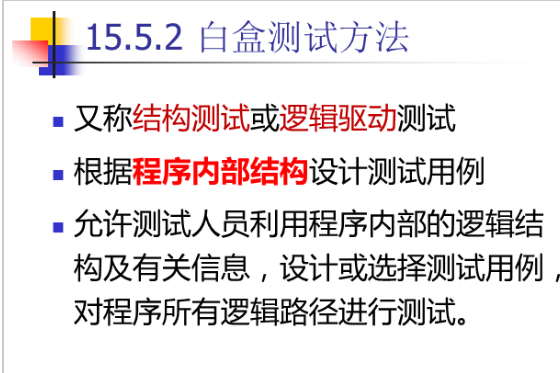 15.5.2 白盒测试方法
又称结构测试或逻辑驱动测试
根据程序内部结构设计测试用例
允许测试人员利用程序内部的逻辑结
构及有关信息，设计或选择测试用例，
对程序所有逻辑路径进行测试。